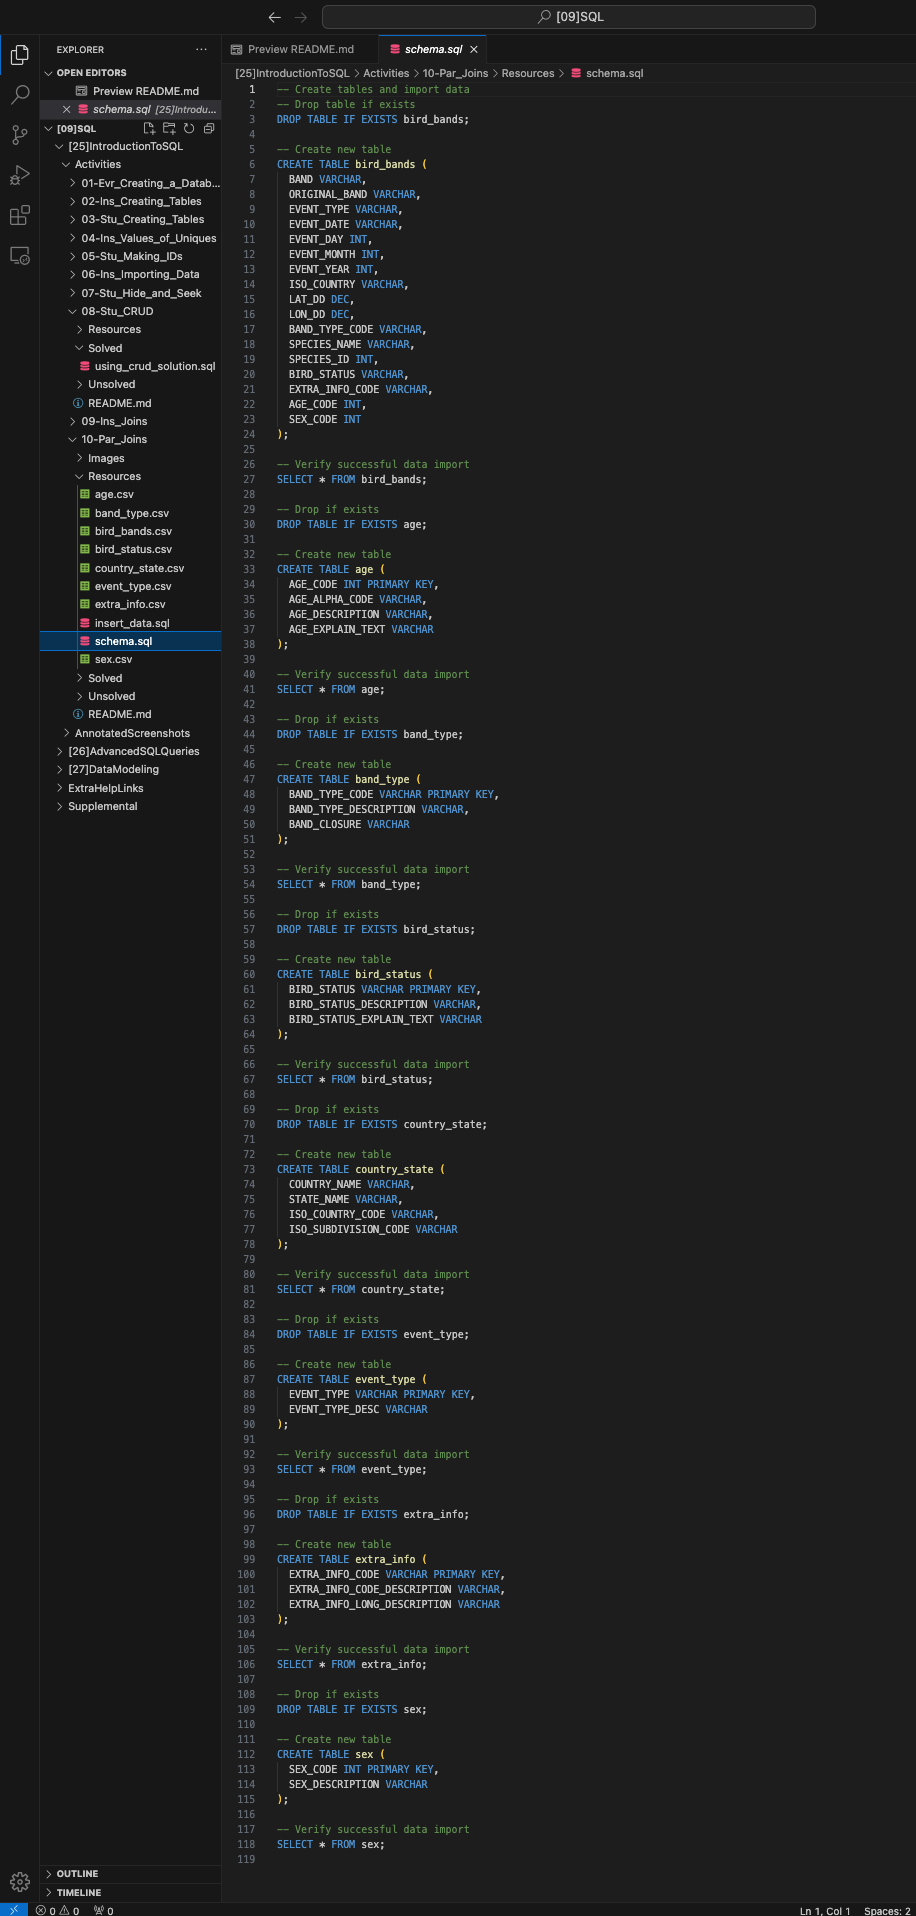 [09]SQL
EXPLORER
Preview README.md
schema.sql
OPEN EDITORS
Preview README.md
schema.sql [25]Introdu...
[09]SQL
[25]IntroductionToSQL
Activities
01-Evr_Creating_a_Datab...
02-Ins_Creating_Tables
03-Stu_Creating_Tables
04-Ins_Values_of_Uniques
05-Stu_Making_IDs
06-Ins_Importing_Data
07-Stu_Hide_and_Seek
08-Stu_CRUD
Resources
Solved
using_crud_solution.sql
Unsolved
README.md
09-Ins_Joins
10-Par_Joins
Images
Resources
age.csv
band_type.csv
bird_bands.csv
bird_status.csv
country_state.csv
event_type.csv
extra_info.csv
insert_data.sql
schema.sql
sex.csv
Solved
Unsolved
README.md
AnnotatedScreenshots
[26]AdvancedSQLQueries
[27]DataModeling
ExtraHelpLinks
Supplemental
OUTLINE
TIMELINE
[25]IntroductionToSQL > Activities > 10-Par_Joins > Resources > schema.sql
1 -- Create tables and import data
2 -- Drop table if exists
3 DROP TABLE IF EXISTS bird_bands;
4
5 -- Create new table
6 CREATE TABLE bird_bands (
7 BAND VARCHAR,
8 ORIGINAL_BAND VARCHAR,
9 EVENT_TYPE VARCHAR,
10 EVENT_DATE VARCHAR,
11 EVENT_DAY INT,
12 EVENT_MONTH INT,
13 EVENT_YEAR INT,
14 ISO_COUNTRY VARCHAR,
15 LAT_DD DEC,
16 LON_DD DEC,
17 BAND_TYPE_CODE VARCHAR,
18 SPECIES_NAME VARCHAR,
19 SPECIES_ID INT,
20 BIRD_STATUS VARCHAR,
21 EXTRA_INFO_CODE VARCHAR,
22 AGE_CODE INT,
23 SEX_CODE INT
24 );
25
26 -- Verify successful data import
27 SELECT * FROM bird_bands;
28
29 -- Drop if exists
30 DROP TABLE IF EXISTS age;
31
32 -- Create new table
33 CREATE TABLE age (
34 AGE_CODE INT PRIMARY KEY,
35 AGE_ALPHA_CODE VARCHAR,
36 AGE_DESCRIPTION VARCHAR,
37 AGE_EXPLAIN_TEXT VARCHAR
38 );
39
40 -- Verify successful data import
41 SELECT * FROM age;
42
43 -- Drop if exists
44 DROP TABLE IF EXISTS band_type;
45
46 -- Create new table
47 CREATE TABLE band_type (
48 BAND_TYPE_CODE VARCHAR PRIMARY KEY,
49 BAND_TYPE_DESCRIPTION VARCHAR,
50 BAND_CLOSURE VARCHAR
51 );
52
53 -- Verify successful data import
54 SELECT * FROM band_type;
55
56 -- Drop if exists
57 DROP TABLE IF EXISTS bird_status;
58
59 -- Create new table
60 CREATE TABLE bird_status (
61 BIRD_STATUS VARCHAR PRIMARY KEY,
62 BIRD_STATUS_DESCRIPTION VARCHAR,
63 BIRD_STATUS_EXPLAIN_TEXT VARCHAR
64 );
65
66 -- Verify successful data import
67 SELECT * FROM bird_status;
68
69 -- Drop if exists
70 DROP TABLE IF EXISTS country_state;
71
72 -- Create new table
73 CREATE TABLE country_state (
74 COUNTRY_NAME VARCHAR,
75 STATE_NAME VARCHAR,
76 ISO_COUNTRY_CODE VARCHAR,
77 ISO_SUBDIVISION_CODE VARCHAR
78 );
79
80 -- Verify successful data import
81 SELECT * FROM country_state;
82
83 -- Drop if exists
84 DROP TABLE IF EXISTS event_type;
85
86 -- Create new table
87 CREATE TABLE event_type (
88 EVENT_TYPE VARCHAR PRIMARY KEY,
89 EVENT_TYPE_DESC VARCHAR
90 );
91
92 -- Verify successful data import
93 SELECT * FROM event_type;
94
95 -- Drop if exists
96 DROP TABLE IF EXISTS extra_info;
97
98 -- Create new table
99 CREATE TABLE extra_info (
100 EXTRA_INFO_CODE VARCHAR PRIMARY KEY,
101 EXTRA_INFO_CODE_DESCRIPTION VARCHAR,
102 EXTRA_INFO_LONG_DESCRIPTION VARCHAR
103 );
104
105 -- Verify successful data import
106 SELECT * FROM extra_info;
107
108 -- Drop if exists
109 DROP TABLE IF EXISTS sex;
110
111 -- Create new table
112 CREATE TABLE sex (
113 SEX_CODE INT PRIMARY KEY,
114 SEX_DESCRIPTION VARCHAR
115 );
116
117 -- Verify successful data import
118 SELECT * FROM sex;
119
0 0 0
Ln 1, Col 1 Spaces: 2